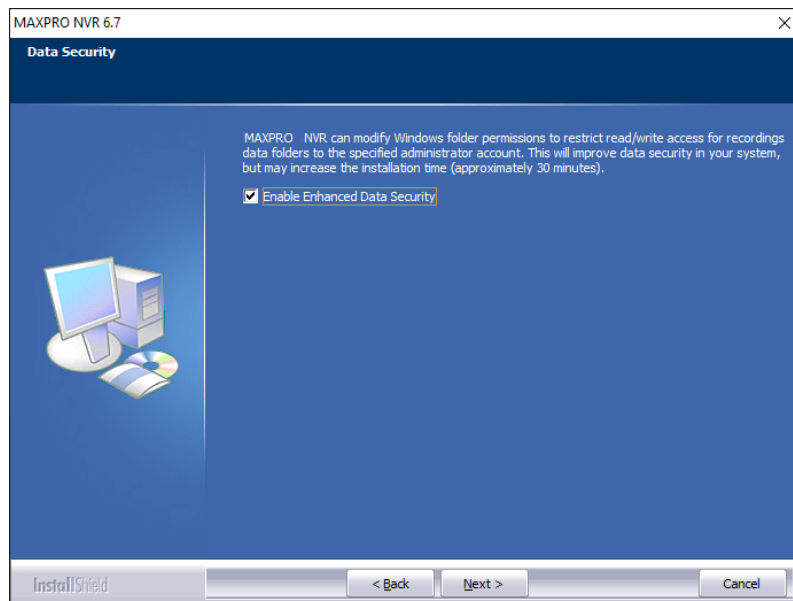 MAXPRO NVR 6.7
Data Security
MAXPRO NVR can modify Windows folder permissions to restrict read/write access for recordings
data folders to the specified administrator account. This will improve data security in your system,
but may increase the installation time (approximately 30 minutes).
Enable Enhanced Data Security
InstallShield
< Back
Next >
Cancel